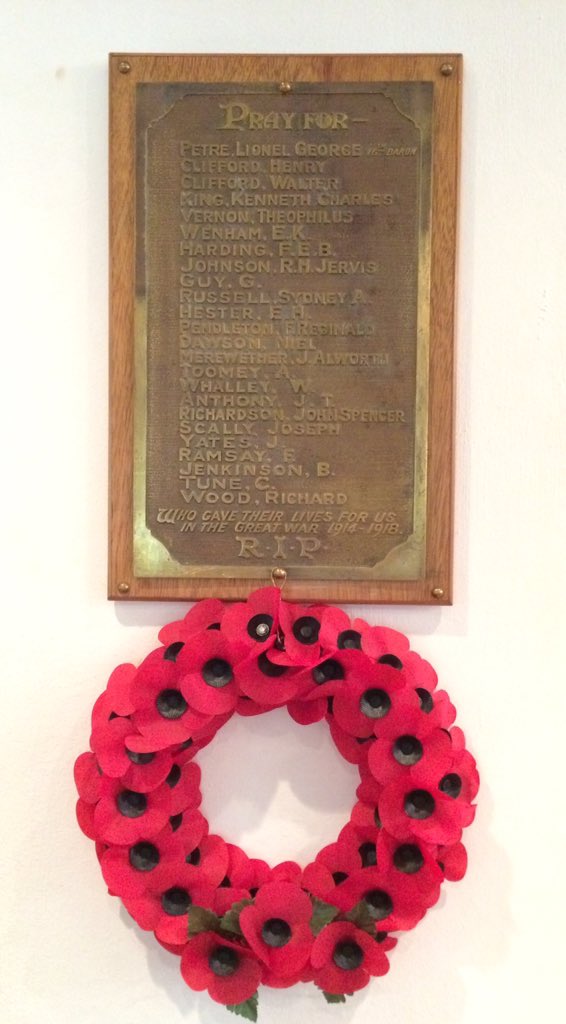 PRAY FOR—
PETRE, LIONEL GEORGE 16TH BARON
CLIFFORD, HENRY
CLIFFORD, WALTER
KING, KENNETH CHARLES
VERNON, THEOPHILUS
WENHAM, E.K.
HARDING, F.E.B.
JOHNSON, R.H. JERVIS
GUY, G.
RUSSELL, SYDNEY A.
HESTER, E.H.
PENDLETON, F. REGINALD
DAWSON, NIEL
MEREWETHER, J. ALWORTH
TOOMEY, A.
WHALLEY, W.
ANTHONY, J.T.
RICHARDSON, JOHN SPENCER
SCALLY, JOSEPH
YATES, J.
RAMSAY, F.
JENKINSON, B.
TUNE, C.
WOOD, RICHARD
WHO GAVE THEIR LIVES FOR US
IN THE GREAT WAR 1914-1918.
R·I·P·